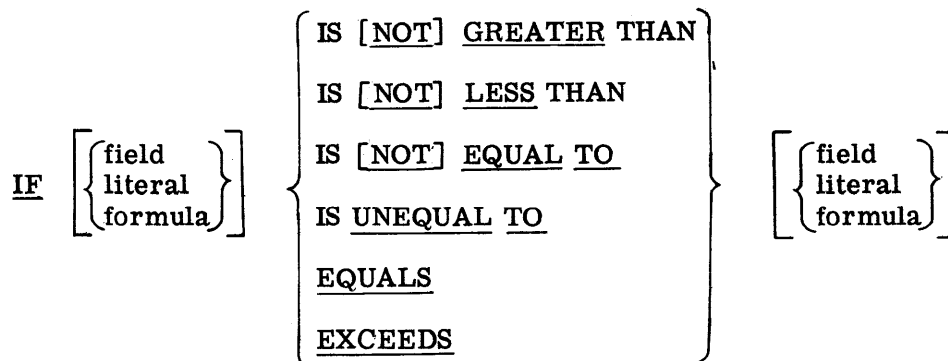 IS [NOT] GREATER THAN
IS [NOT] LESS THAN
IF [{field literal formula}] IS [NOT] EQUAL TO [{field literal formula}]
IS UNEQUAL TO
EQUALS
EXCEEDS